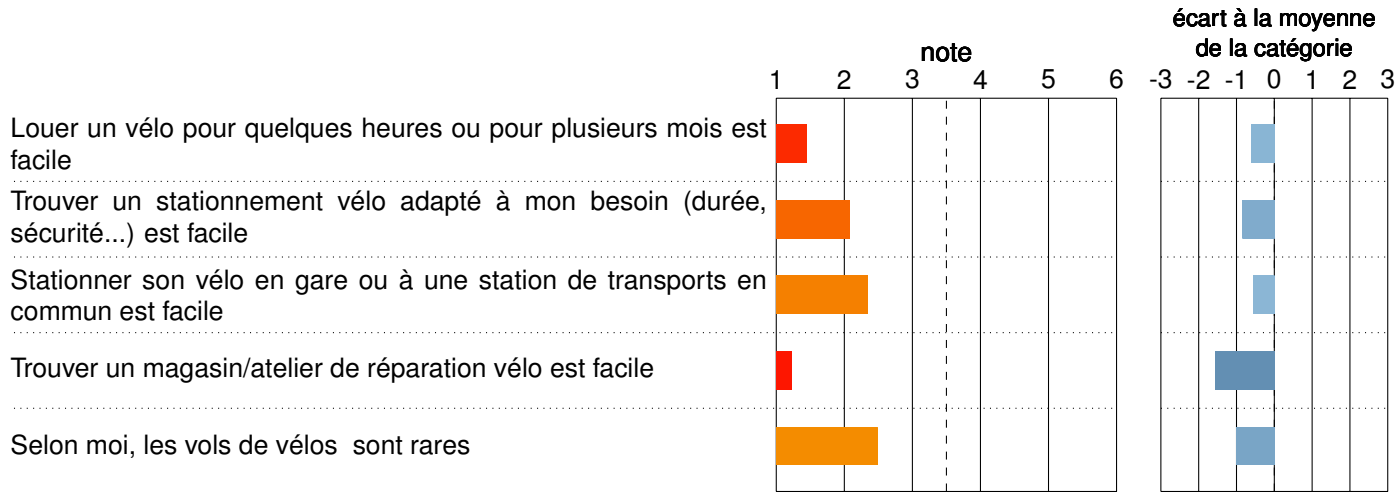 écart à la moyenne
note de la catégorie
1 2 3 4 5 6 -3 -2 -1 0 1 2 3
Louer un vélo pour quelques heures ou pour plusieurs mois est
facile
Trouver un stationnement vélo adapté à mon besoin (durée,
sécurité...) est facile
Stationner son vélo en gare ou à une station de transports en
commun est facile
Trouver un magasin/atelier de réparation vélo est facile
Selon moi, les vols de vélos sont rares